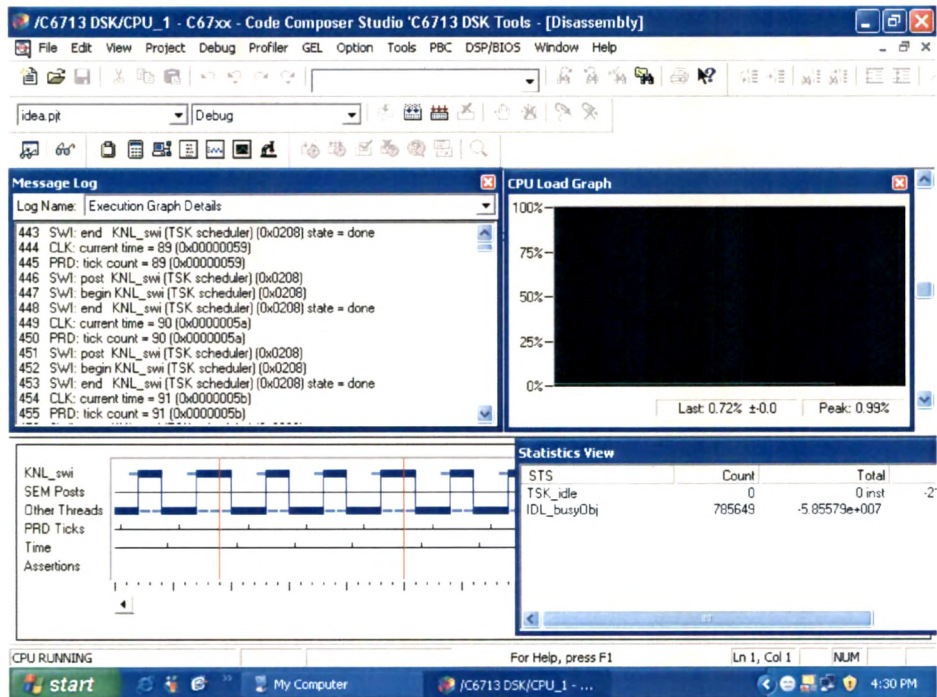 /C6713 DSK/CPU_1 - C67xx - Code Composer Studio 'C6713 DSK Tools - [Disassembly]
File Edit View Project Debug Profiler GEL Option Tools PBC DSP/BIOS Window Help
idea.pjt Debug
Message Log
Log Name: Execution Graph Details
443 SWI: end KNL_swi (TSK scheduler) (0x0208) state = done
444 CLK: current time = 89 (0x00000059)
445 PRD: tick count = 89 (0x00000059)
446 SWI: post KNL_swi (TSK scheduler) (0x0208)
447 SWI: begin KNL_swi (TSK scheduler) (0x0208)
448 SWI: end KNL_swi (TSK scheduler) (0x0208) state = done
449 CLK: current time = 90 (0x0000005a)
450 PRD: tick count = 90 (0x0000005a)
451 SWI: post KNL_swi (TSK scheduler) (0x0208)
452 SWI: begin KNL_swi (TSK scheduler) (0x0208)
453 SWI: end KNL_swi (TSK scheduler) (0x0208) state = done
454 CLK: current time = 91 (0x0000005b)
455 PRD: tick count = 91 (0x0000005b)
CPU Load Graph
100%
75%
50%
25%
0%
Last: 0.72% ±-0.0 Peak: 0.99%
KNL_swi
SEM Posts
Other Threads
PRD Ticks
Time
Assertions
Statistics View
STS Count Total
TSK_idle 0 0 inst -2
IDL_busyObj 785649 -5.85579e+007
CPU RUNNING For Help, press F1 Ln 1, Col 1 NUM
start My Computer /C6713 DSK/CPU_1 - ... 4:30 PM